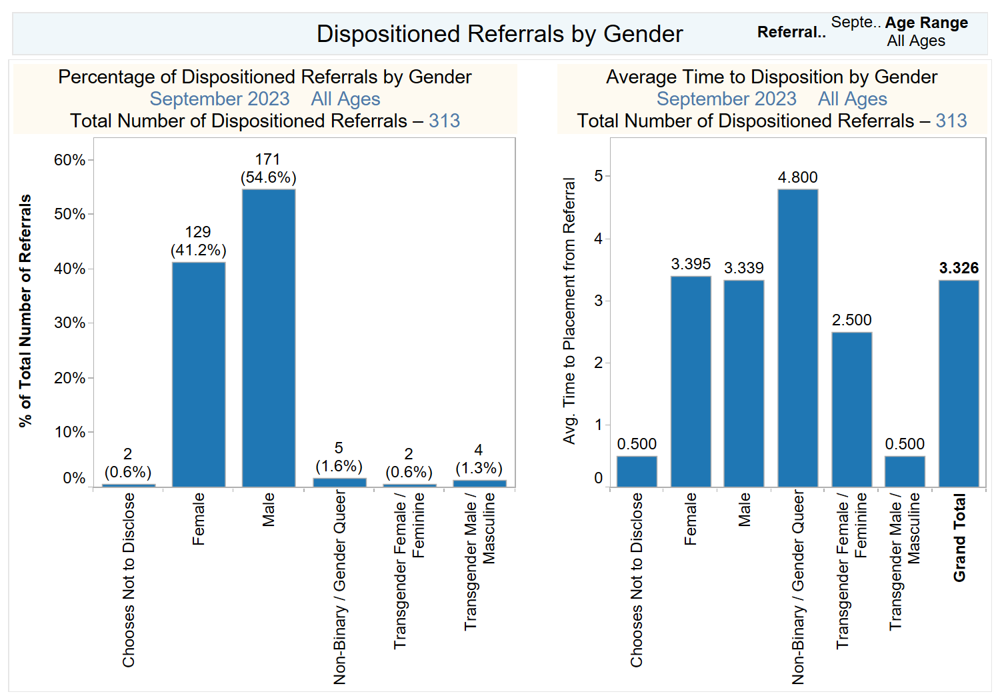 Dispositioned Referrals by Gender
Referral..
Septe..
Age Range
All Ages
Percentage of Dispositioned Referrals by Gender
September 2023 All Ages
Total Number of Dispositioned Referrals – 313
% of Total Number of Referrals
60%
50%
40%
30%
20%
10%
0%
2
(0.6%)
129
(41.2%)
171
(54.6%)
5
(1.6%)
2
(0.6%)
4
(1.3%)
Chooses Not to Disclose
Female
Male
Non-Binary / Gender Queer
Transgender Female /
Feminine
Transgender Male /
Masculine
Average Time to Disposition by Gender
September 2023 All Ages
Total Number of Dispositioned Referrals – 313
Avg. Time to Placement from Referral
5
4
3
2
1
0
0.500
3.395
3.339
4.800
2.500
0.500
3.326
Chooses Not to Disclose
Female
Male
Non-Binary / Gender Queer
Transgender Female /
Feminine
Transgender Male /
Masculine
Grand Total